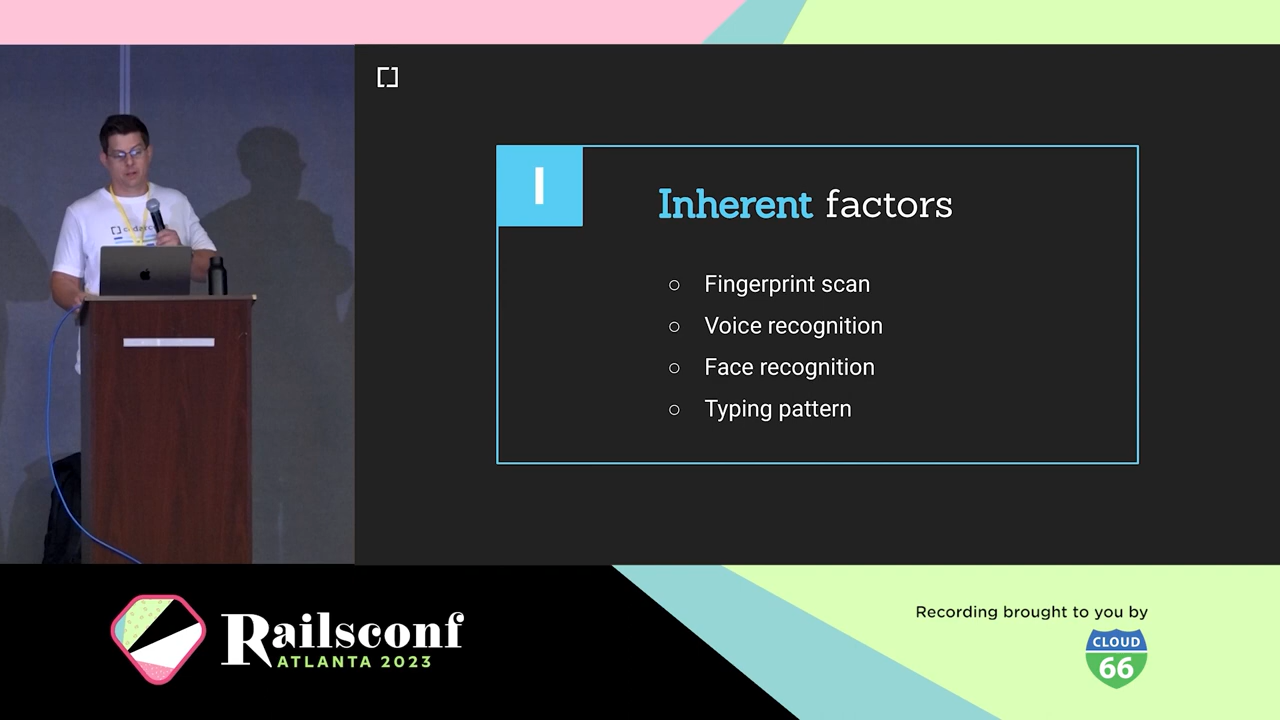 I
Inherent factors
○ Fingerprint scan
○ Voice recognition
○ Face recognition
○ Typing pattern
Railsconf
ATLANTA 2023
Recording brought to you by
CLOUD
66